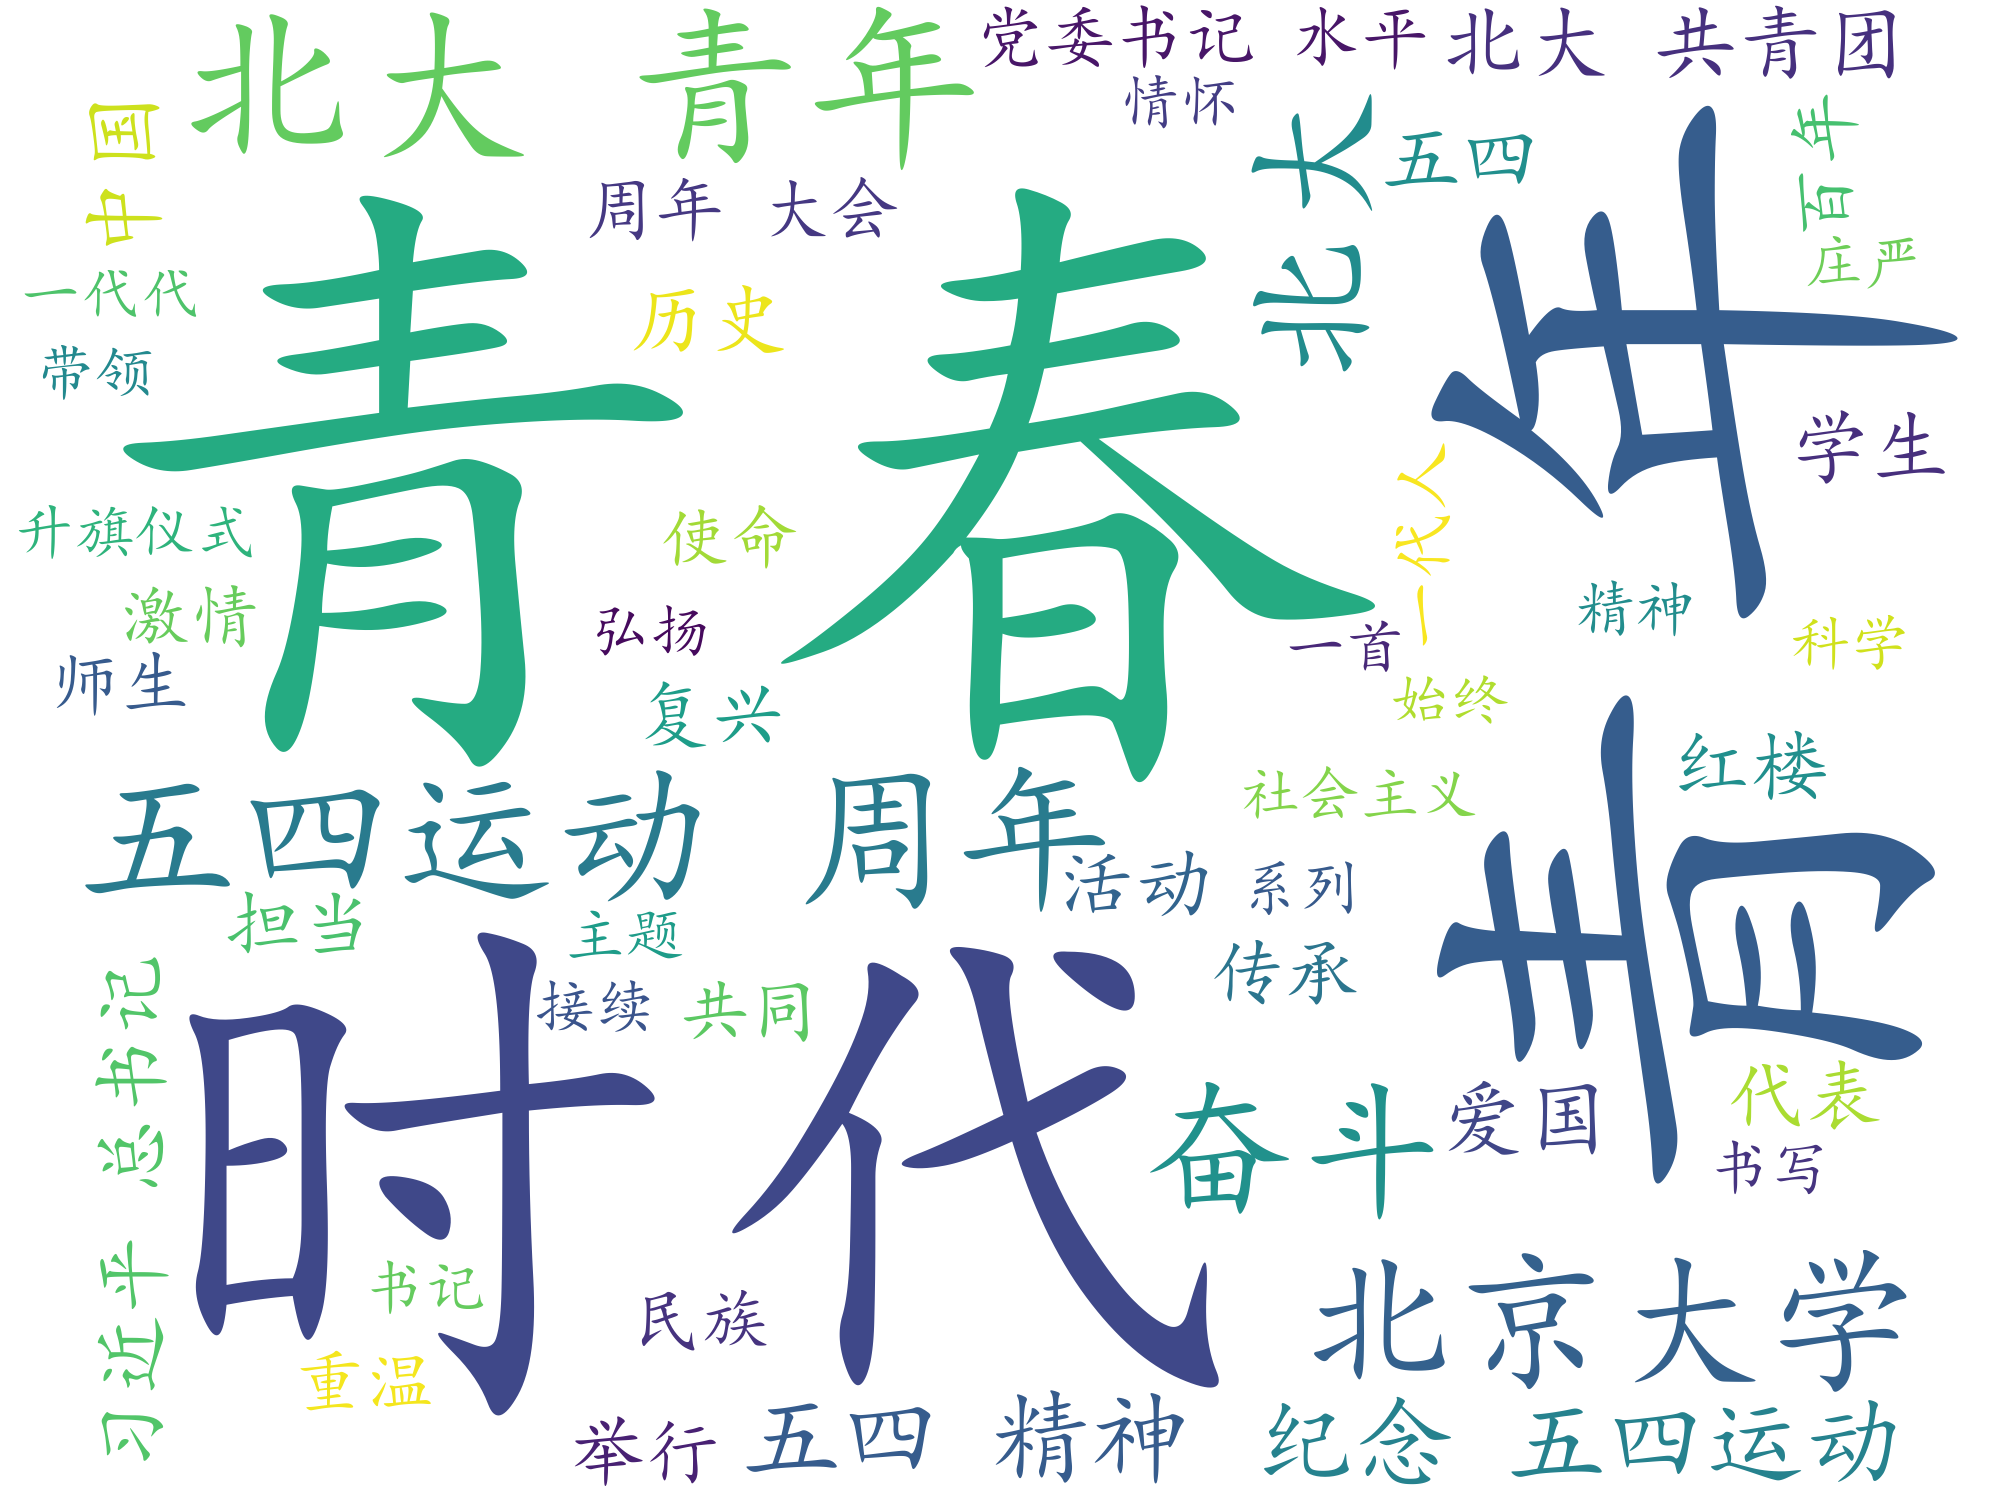 北大 青年
党委书记
水平
北大 共青团
情怀
中国
周年 大会
北大
五四
百年
庄严
一代代
历史
青春
青年
带领
学生
升旗仪式
使命
一代人
激情
弘扬
精神
一首
科学
师生
复兴
始终
红楼
五四运动 周年
社会主义
活动
系列
担当
主题
传承
习近平 总书记
时代
接续
共同
奋斗
爱国
代表
书写
书记
民族
北京大学
重温
举行
五四 精神
纪念 五四运动